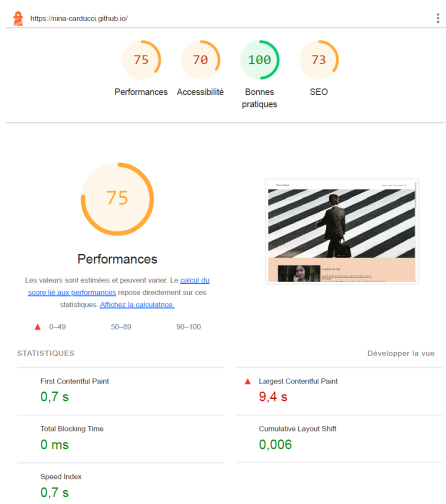 https://nina-carducci.github.io/
75
70
100
73
Performances
Accessibilité
Bonnes
pratiques
SEO
75
Performances
Les valeurs sont estimées et peuvent varier. Le calcul du
score lié aux performances repose directement sur ces
statistiques. Affichez la calculatrice.
0–49
50–89
90–100
STATISTIQUES
Développer la vue
First Contentful Paint
0,7 s
Largest Contentful Paint
9,4 s
Total Blocking Time
0 ms
Cumulative Layout Shift
0,006
Speed Index
0,7 s